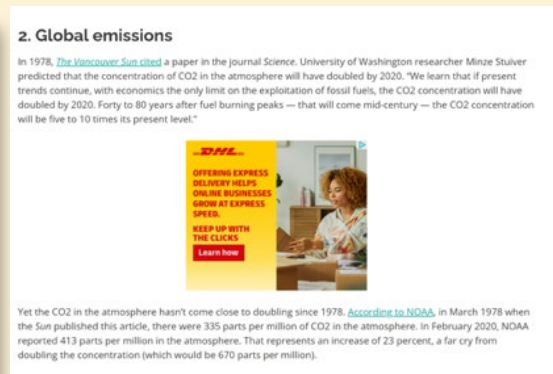 2. Global emissions
In 1978, The Vancouver Sun cited a paper in the journal Science. University of Washington researcher Minze Stuiver
predicted that the concentration of CO2 in the atmosphere will have doubled by 2020. "We learn that if present
trends continue, with economics the only limit on the exploitation of fossil fuels, the CO2 concentration will have
doubled by 2020. Forty to 80 years after fuel burning peaks — that will come mid-century — the CO2 concentration
will be five to 10 times its present level."
DHL
OFFERING EXPRESS
DELIVERY HELPS
ONLINE BUSINESSES
GROW AT EXPRESS
SPEED.
KEEP UP WITH
THE CLICKS
Learn how
Yet the CO2 in the atmosphere hasn't come close to doubling since 1978. According to NOAA, in March 1978 when
the Sun published this article, there were 335 parts per million of CO2 in the atmosphere. In February 2020, NOAA
reported 413 parts per million in the atmosphere. That represents an increase of 23 percent, a far cry from
doubling the concentration (which would be 670 parts per million).